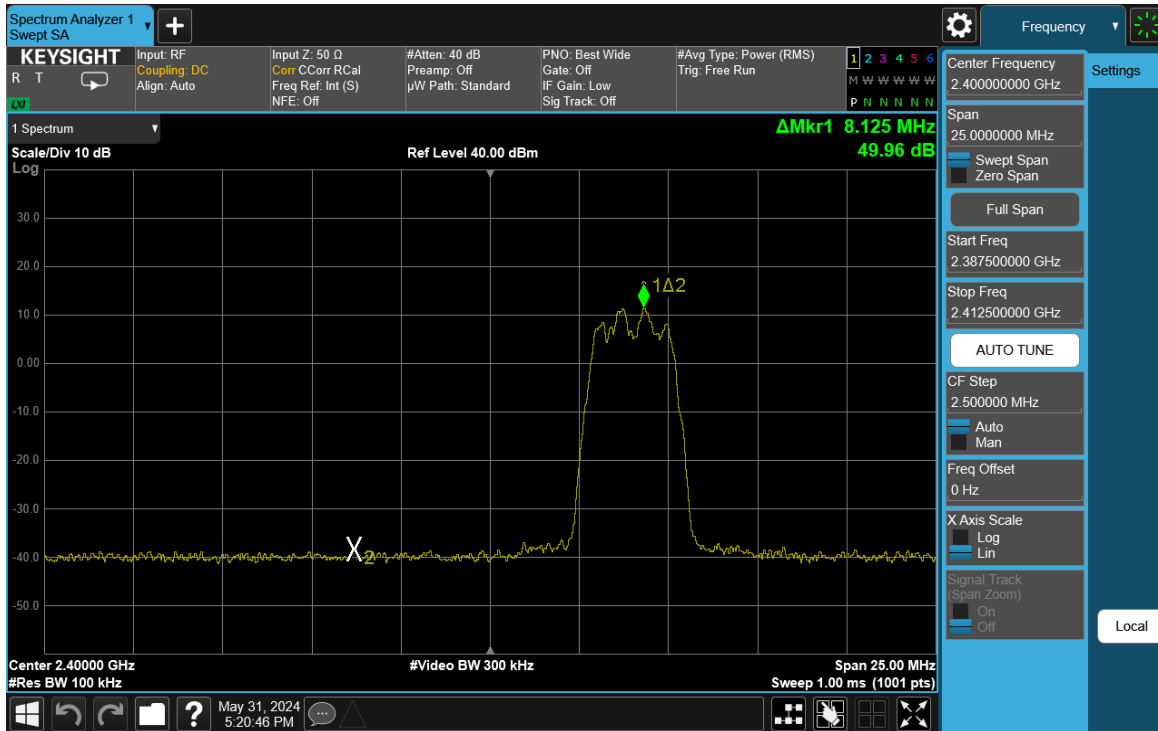 Spectrum Analyzer 1
Swept SA
Frequency
KEYSIGHT
R T
LXI
Input: RF
Coupling: DC
Align: Auto
Input Z: 50 Ω
Corr CCorr RCal
Freq Ref: Int (S)
NFE: Off
#Atten: 40 dB
Preamp: Off
µW Path: Standard
PNO: Best Wide
Gate: Off
IF Gain: Low
Sig Track: Off
#Avg Type: Power (RMS)
Trig: Free Run
1 2 3 4 5 6
M W W W W W
P N N N N N
1 Spectrum
Scale/Div 10 dB
Ref Level 40.00 dBm
ΔMkr1 8.125 MHz
49.96 dB
Log
30.0
20.0
10.0
0.00
-10.0
-20.0
-30.0
-40.0
-50.0
1Δ2
X2
Center 2.40000 GHz
#Video BW 300 kHz
Span 25.00 MHz
#Res BW 100 kHz
Sweep 1.00 ms (1001 pts)
May 31, 2024
5:20:46 PM
Center Frequency
2.400000000 GHz
Settings
Span
25.0000000 MHz
Swept Span
Zero Span
Full Span
Start Freq
2.387500000 GHz
Stop Freq
2.412500000 GHz
AUTO TUNE
CF Step
2.500000 MHz
Auto
Man
Freq Offset
0 Hz
X Axis Scale
Log
Lin
Signal Track
(Span Zoom)
On
Off
Local